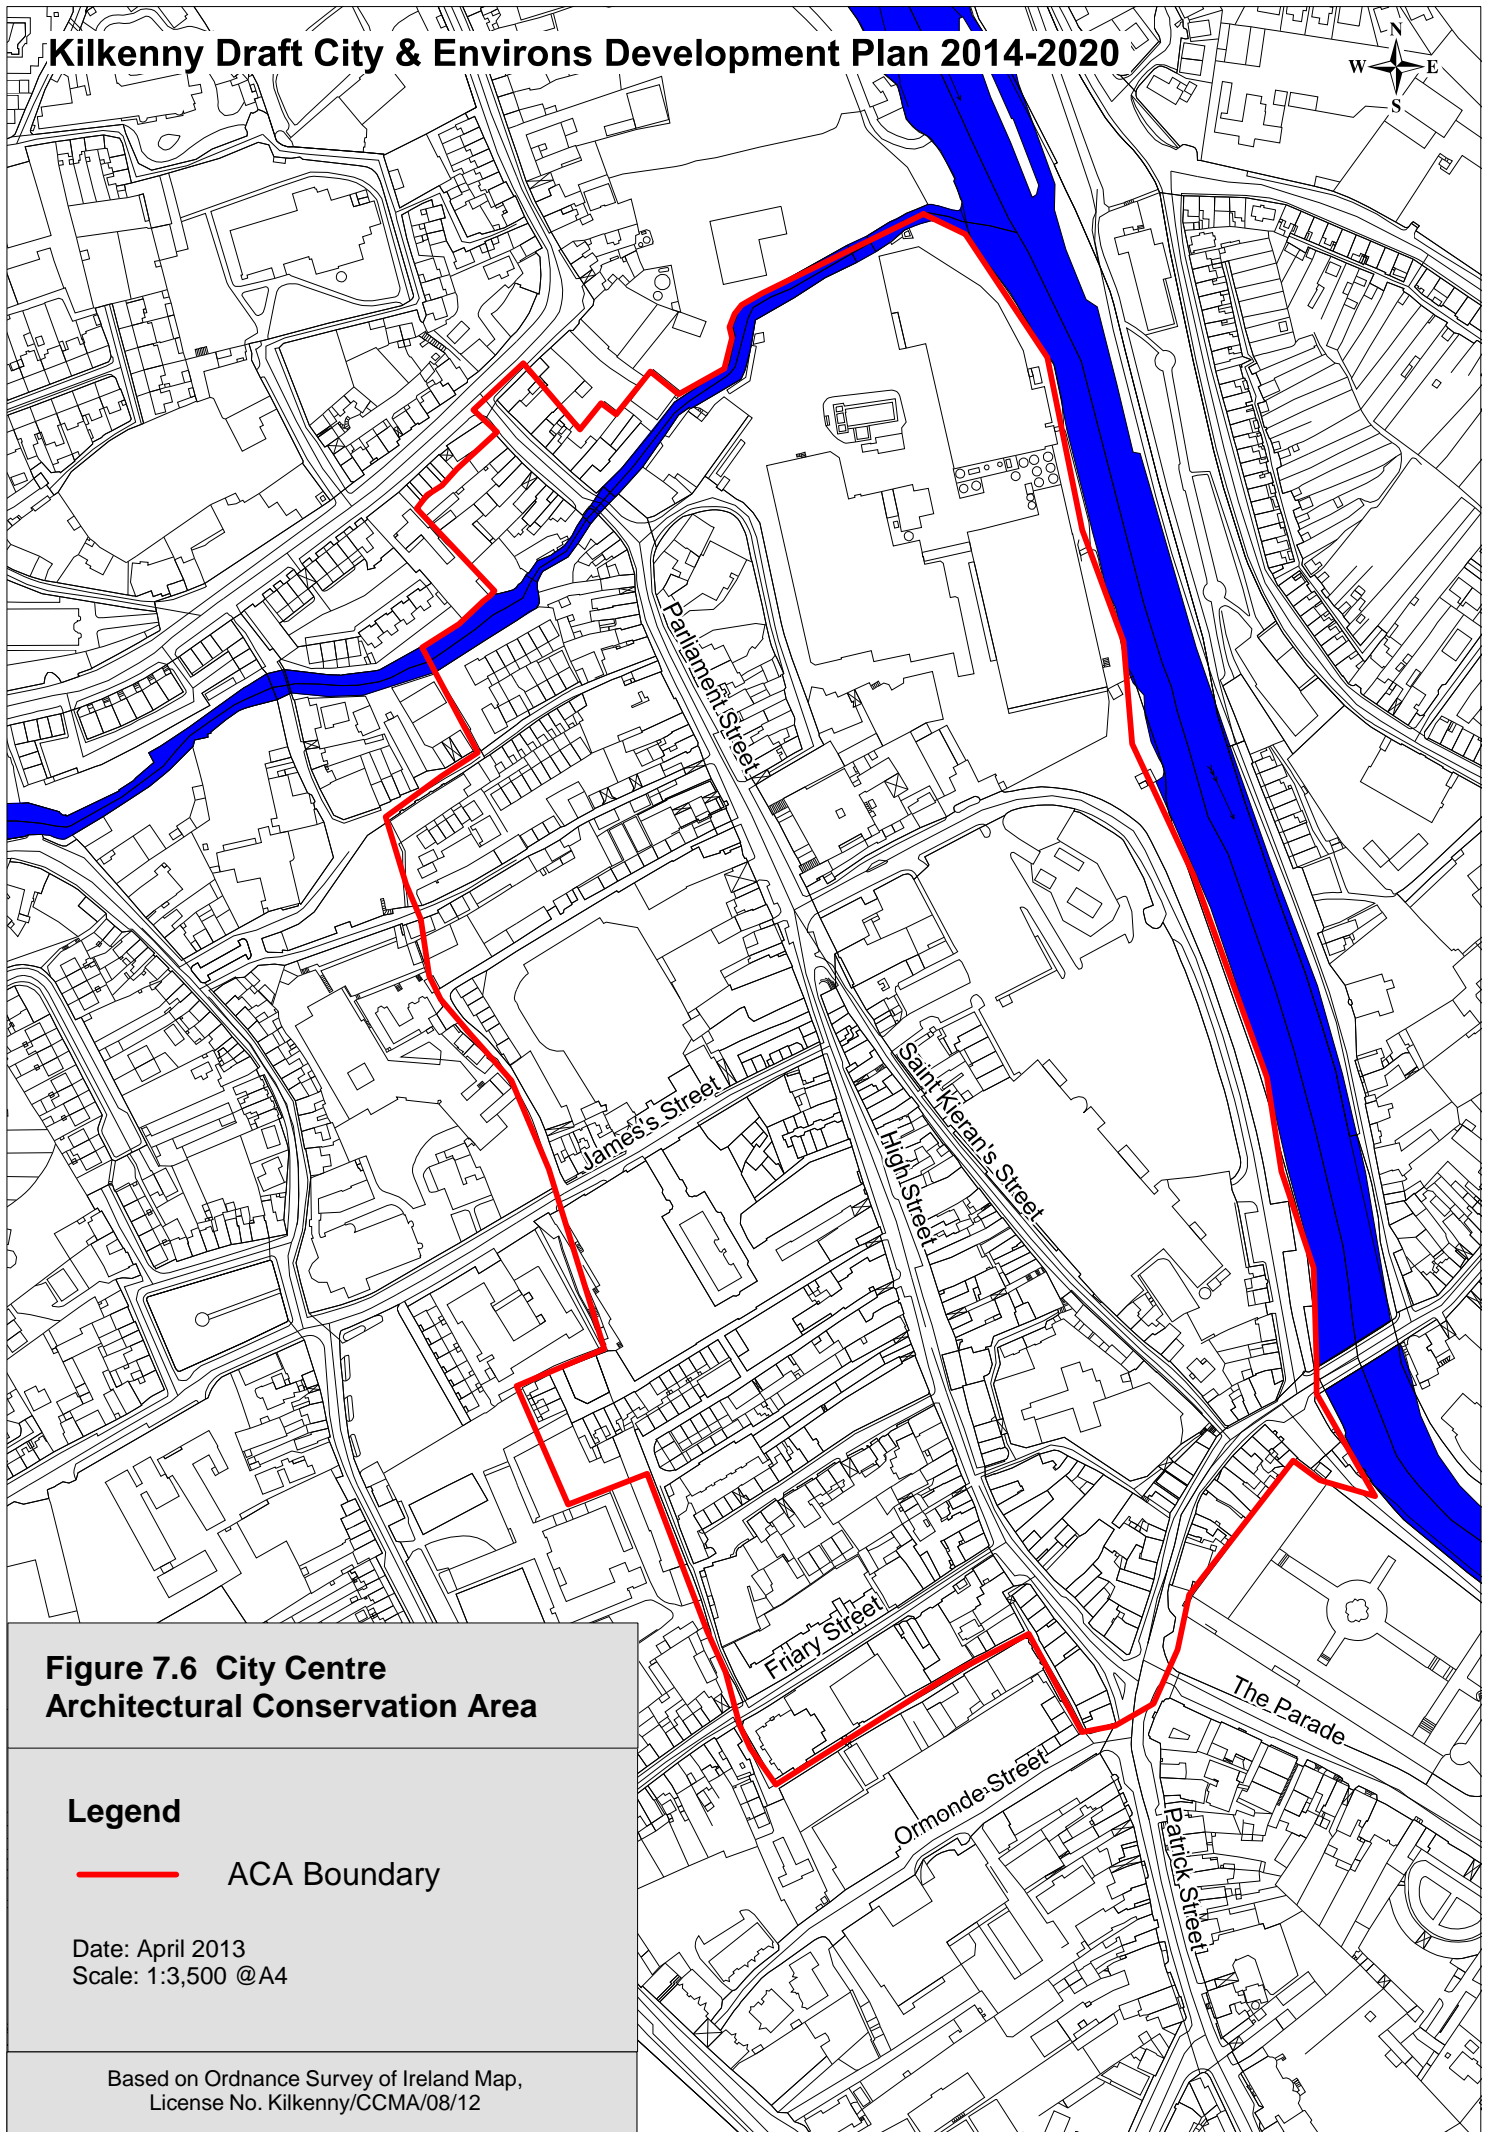 Kilkenny Draft City & Environs Development Plan 2014-2020
N
W E
S
Parliament Street
Saint Kieran's Street
James's Street
High Street
Friary Street
The Parade
Ormonde Street
Patrick Street
Figure 7.6 City Centre
Architectural Conservation Area
Legend
ACA Boundary
Date: April 2013
Scale: 1:3,500 @A4
Based on Ordnance Survey of Ireland Map,
License No. Kilkenny/CCMA/08/12